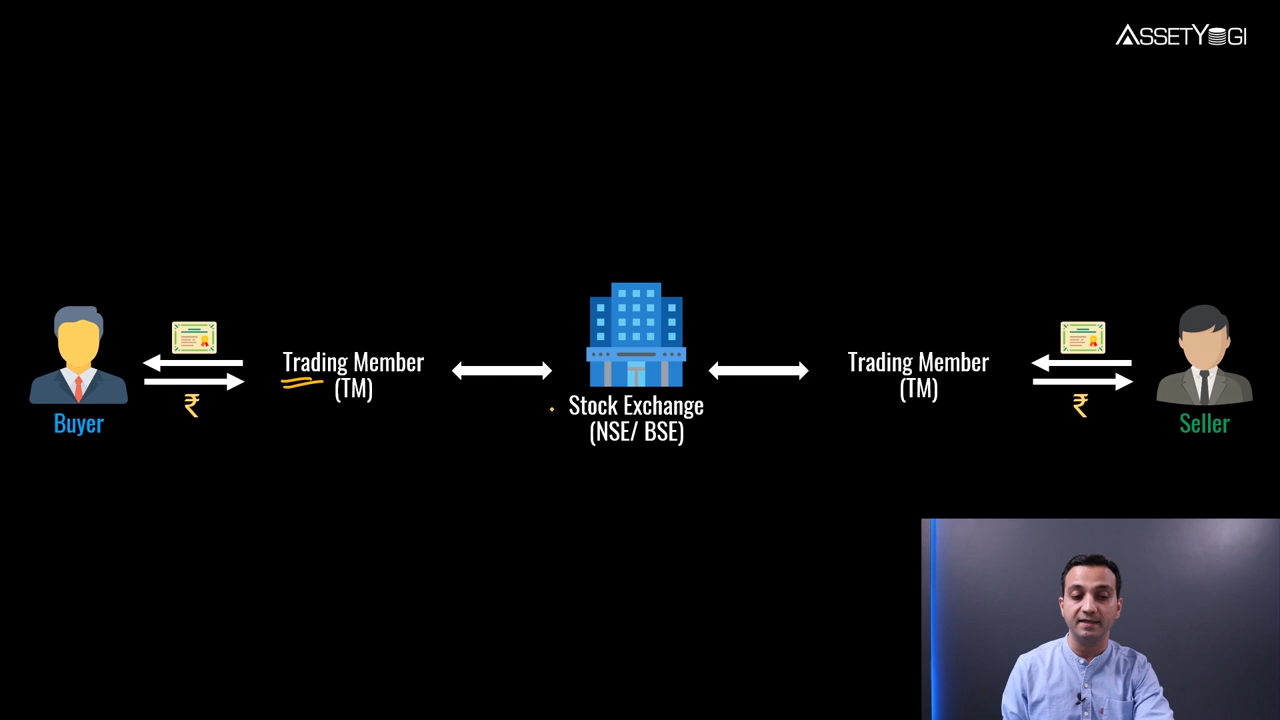 ASSETYOGI
₹
Buyer
Trading Member
(TM)
Stock Exchange
(NSE/ BSE)
Trading Member
(TM)
₹
Seller